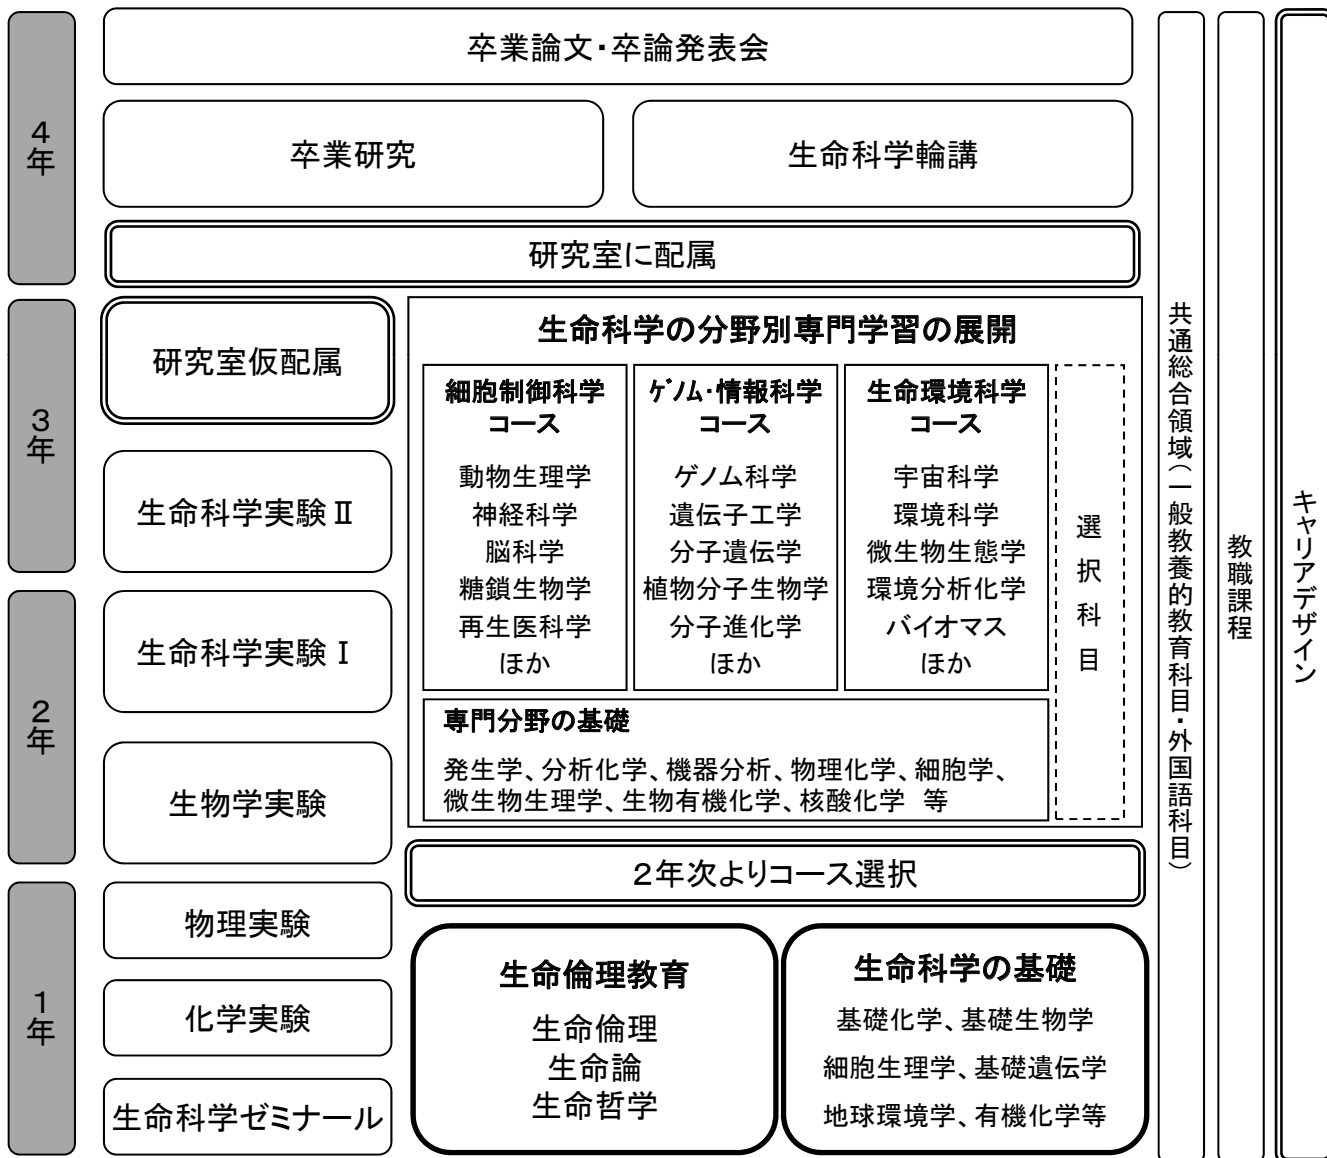 4年
卒業論文・卒論発表会
卒業研究
生命科学輪講
研究室に配属
3年
研究室仮配属
生命科学実験Ⅱ
生命科学の分野別専門学習の展開
細胞制御科学
コース
動物生理学
神経科学
脳科学
糖鎖生物学
再生医科学
ほか
ｹﾞﾉﾑ・情報科学
コース
ゲノム科学
遺伝子工学
分子遺伝学
植物分子生物学
分子進化学
ほか
生命環境科学
コース
宇宙科学
環境科学
微生物生態学
環境分析化学
バイオマス
ほか
選択科目
2年
生命科学実験Ⅰ
生物学実験
専門分野の基礎
発生学、分析化学、機器分析、物理化学、細胞学、
微生物生理学、生物有機化学、核酸化学 等
2年次よりコース選択
1年
物理実験
化学実験
生命科学ゼミナール
生命倫理教育
生命倫理
生命論
生命哲学
生命科学の基礎
基礎化学、基礎生物学
細胞生理学、基礎遺伝学
地球環境学、有機化学等
共通総合領域（一般教養的教育科目・外国語科目）
教職課程
キャリアデザイン